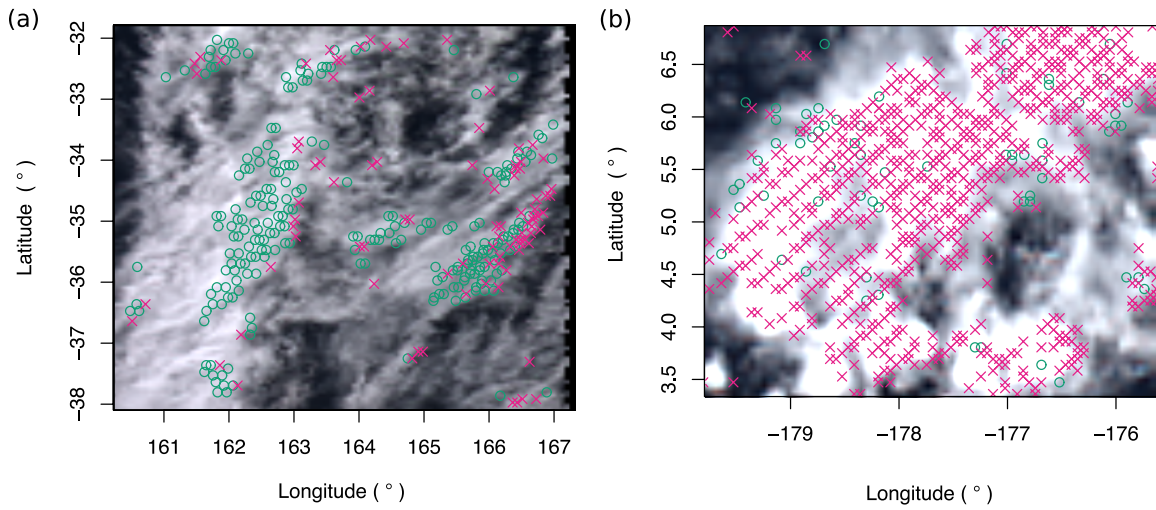 (a)
−32
−33
−34
−35
−36
−37
−38
Latitude ( ° )
161 162 163 164 165 166 167
Longitude ( ° )
(b)
6.5
6.0
5.5
5.0
4.5
4.0
3.5
Latitude ( ° )
−179 −178 −177 −176
Longitude ( ° )